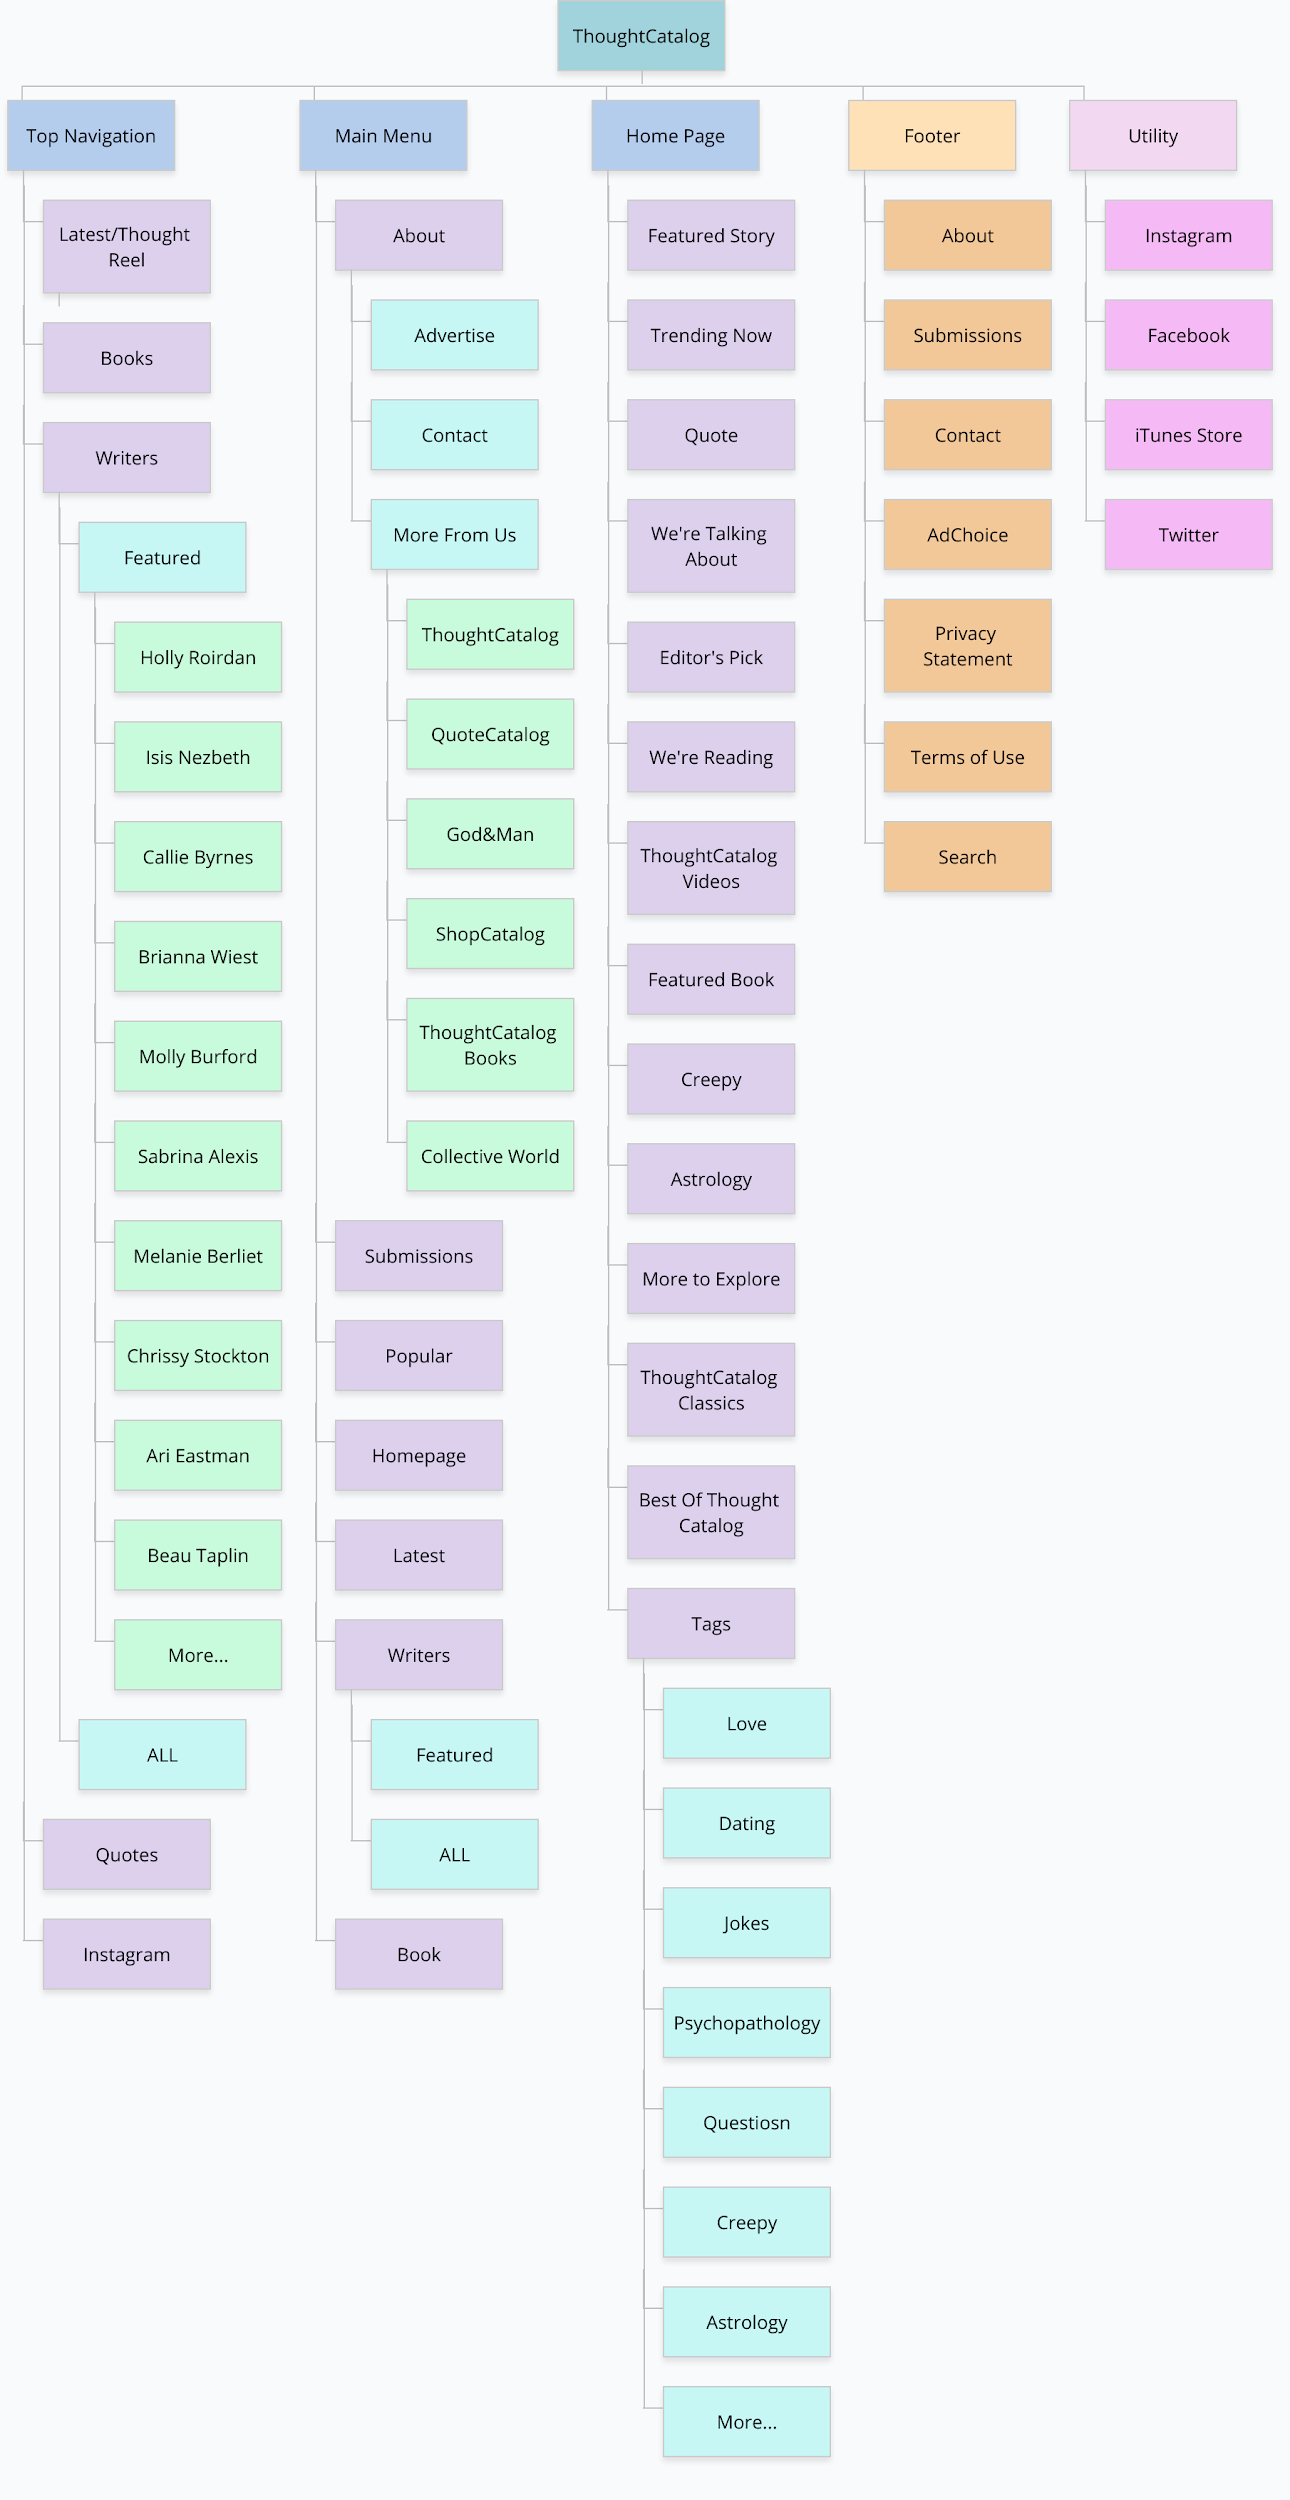 ThoughtCatalog
Top Navigation
Latest/Thought
Reel
Books
Writers
Featured
Holly Roirdan
Isis Nezbeth
Callie Byrnes
Brianna Wiest
Molly Burford
Sabrina Alexis
Melanie Berliet
Chrissy Stockton
Ari Eastman
Beau Taplin
More...
ALL
Quotes
Instagram
Main Menu
About
Advertise
Contact
More From Us
ThoughtCatalog
QuoteCatalog
God&Man
ShopCatalog
ThoughtCatalog
Books
Collective World
Submissions
Popular
Homepage
Latest
Writers
Featured
ALL
Book
Home Page
Featured Story
Trending Now
Quote
We're Talking
About
Editor's Pick
We're Reading
ThoughtCatalog
Videos
Featured Book
Creepy
Astrology
More to Explore
ThoughtCatalog
Classics
Best Of Thought
Catalog
Tags
Love
Dating
Jokes
Psychopathology
Questiosn
Creepy
Astrology
More...
Footer
About
Submissions
Contact
AdChoice
Privacy
Statement
Terms of Use
Search
Utility
Instagram
Facebook
iTunes Store
Twitter